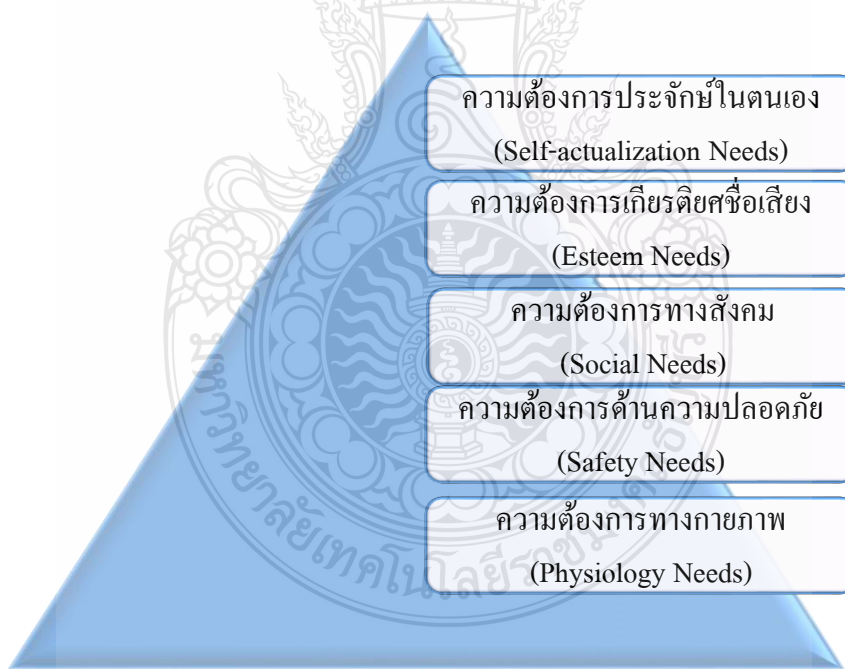 ความต้องการประจักษ์ในตนเอง
(Self-actualization Needs)
ความต้องการเกียรติยศชื่อเสียง
(Esteem Needs)
ความต้องการทางสังคม
(Social Needs)
ความต้องการด้านความปลอดภัย
(Safety Needs)
ความต้องการทางกายภาพ
(Physiology Needs)